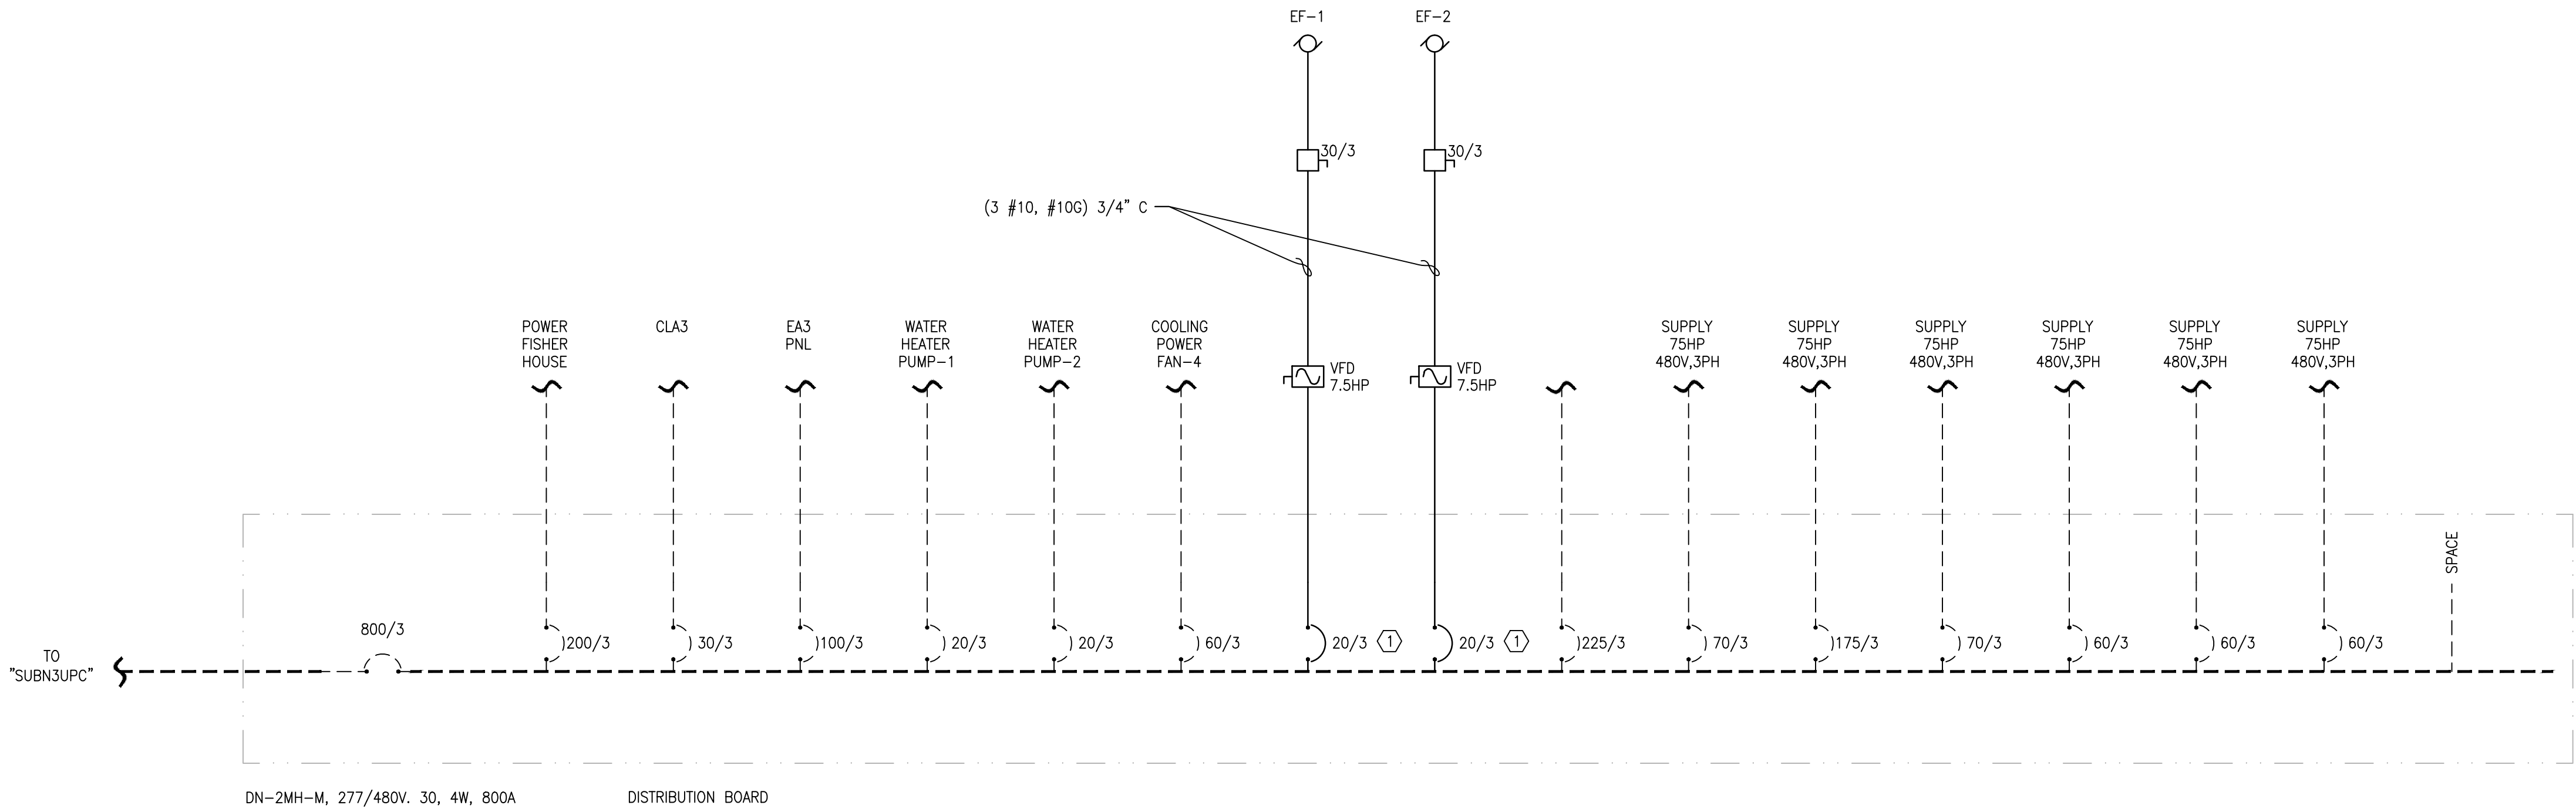 EF-1
EF-2
30/3
30/3
(3 #10, #10G) 3/4" C
POWER
FISHER
HOUSE
CLA3
EA3
PNL
WATER
HEATER
PUMP-1
WATER
HEATER
PUMP-2
COOLING
POWER
FAN-4
VFD
7.5HP
VFD
7.5HP
SUPPLY
75HP
480V,3PH
SUPPLY
75HP
480V,3PH
SUPPLY
75HP
480V,3PH
SUPPLY
75HP
480V,3PH
SUPPLY
75HP
480V,3PH
SUPPLY
75HP
480V,3PH
SPACE
TO
"SUBN3UPC"
800/3
200/3
30/3
100/3
20/3
20/3
60/3
20/3 1
20/3 1
225/3
70/3
175/3
70/3
60/3
60/3
60/3
DN-2MH-M, 277/480V. 30, 4W, 800A
DISTRIBUTION BOARD